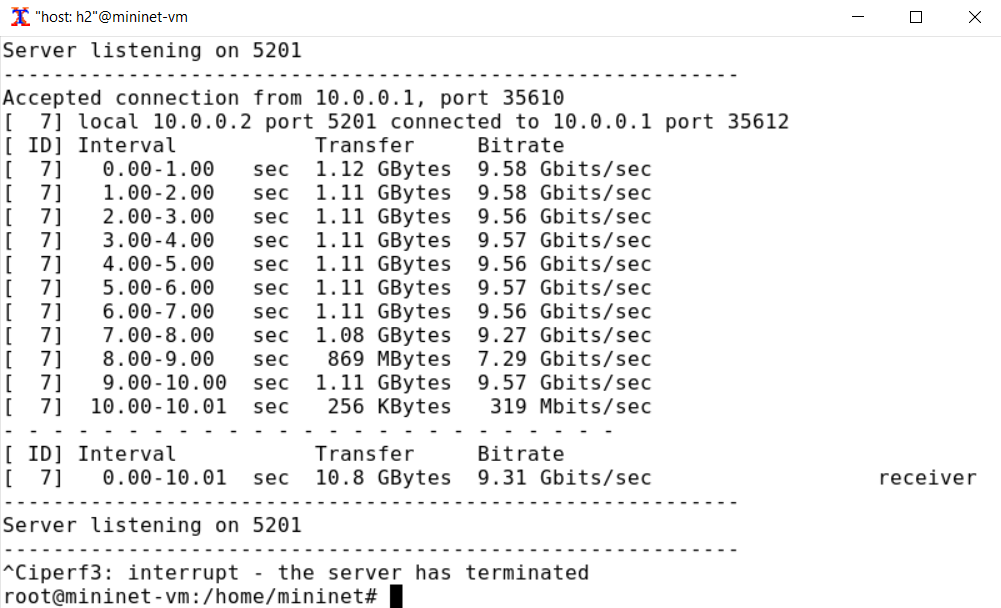 "host: h2"@mininet-vm
Server listening on 5201
-----------------------------------------------------------
Accepted connection from 10.0.0.1, port 35610
[  7] local 10.0.0.2 port 5201 connected to 10.0.0.1 port 35612
[ ID] Interval           Transfer     Bitrate
[  7]   0.00-1.00   sec  1.12 GBytes  9.58 Gbits/sec
[  7]   1.00-2.00   sec  1.11 GBytes  9.58 Gbits/sec
[  7]   2.00-3.00   sec  1.11 GBytes  9.56 Gbits/sec
[  7]   3.00-4.00   sec  1.11 GBytes  9.57 Gbits/sec
[  7]   4.00-5.00   sec  1.11 GBytes  9.56 Gbits/sec
[  7]   5.00-6.00   sec  1.11 GBytes  9.57 Gbits/sec
[  7]   6.00-7.00   sec  1.11 GBytes  9.56 Gbits/sec
[  7]   7.00-8.00   sec  1.08 GBytes  9.27 Gbits/sec
[  7]   8.00-9.00   sec   869 MBytes  7.29 Gbits/sec
[  7]   9.00-10.00  sec  1.11 GBytes  9.57 Gbits/sec
[  7]  10.00-10.01  sec   256 KBytes   319 Mbits/sec
- - - - - - - - - - - - - - - - - - - - - - - - -
[ ID] Interval           Transfer     Bitrate
[  7]   0.00-10.01  sec  10.8 GBytes  9.31 Gbits/sec                  receiver
-----------------------------------------------------------
Server listening on 5201
-----------------------------------------------------------
^Ciperf3: interrupt - the server has terminated
root@mininet-vm:/home/mininet#